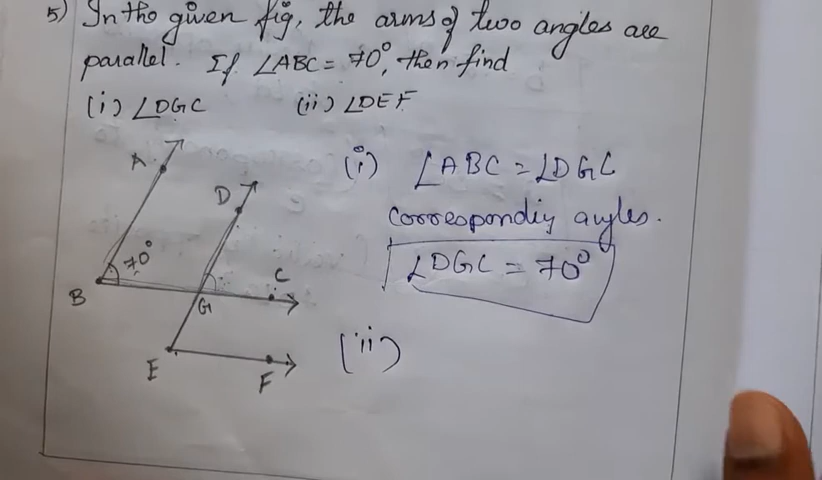 5) In the given fig, the arms of two angles are
parallel. If ∠ABC = 70°, then find
(i) ∠DGC (ii) ∠DEF
A
D
70°
B
G
C
E
F
(i) ∠ABC = ∠DGC
correspondiy angles.
∠DGC = 70°
(ii)